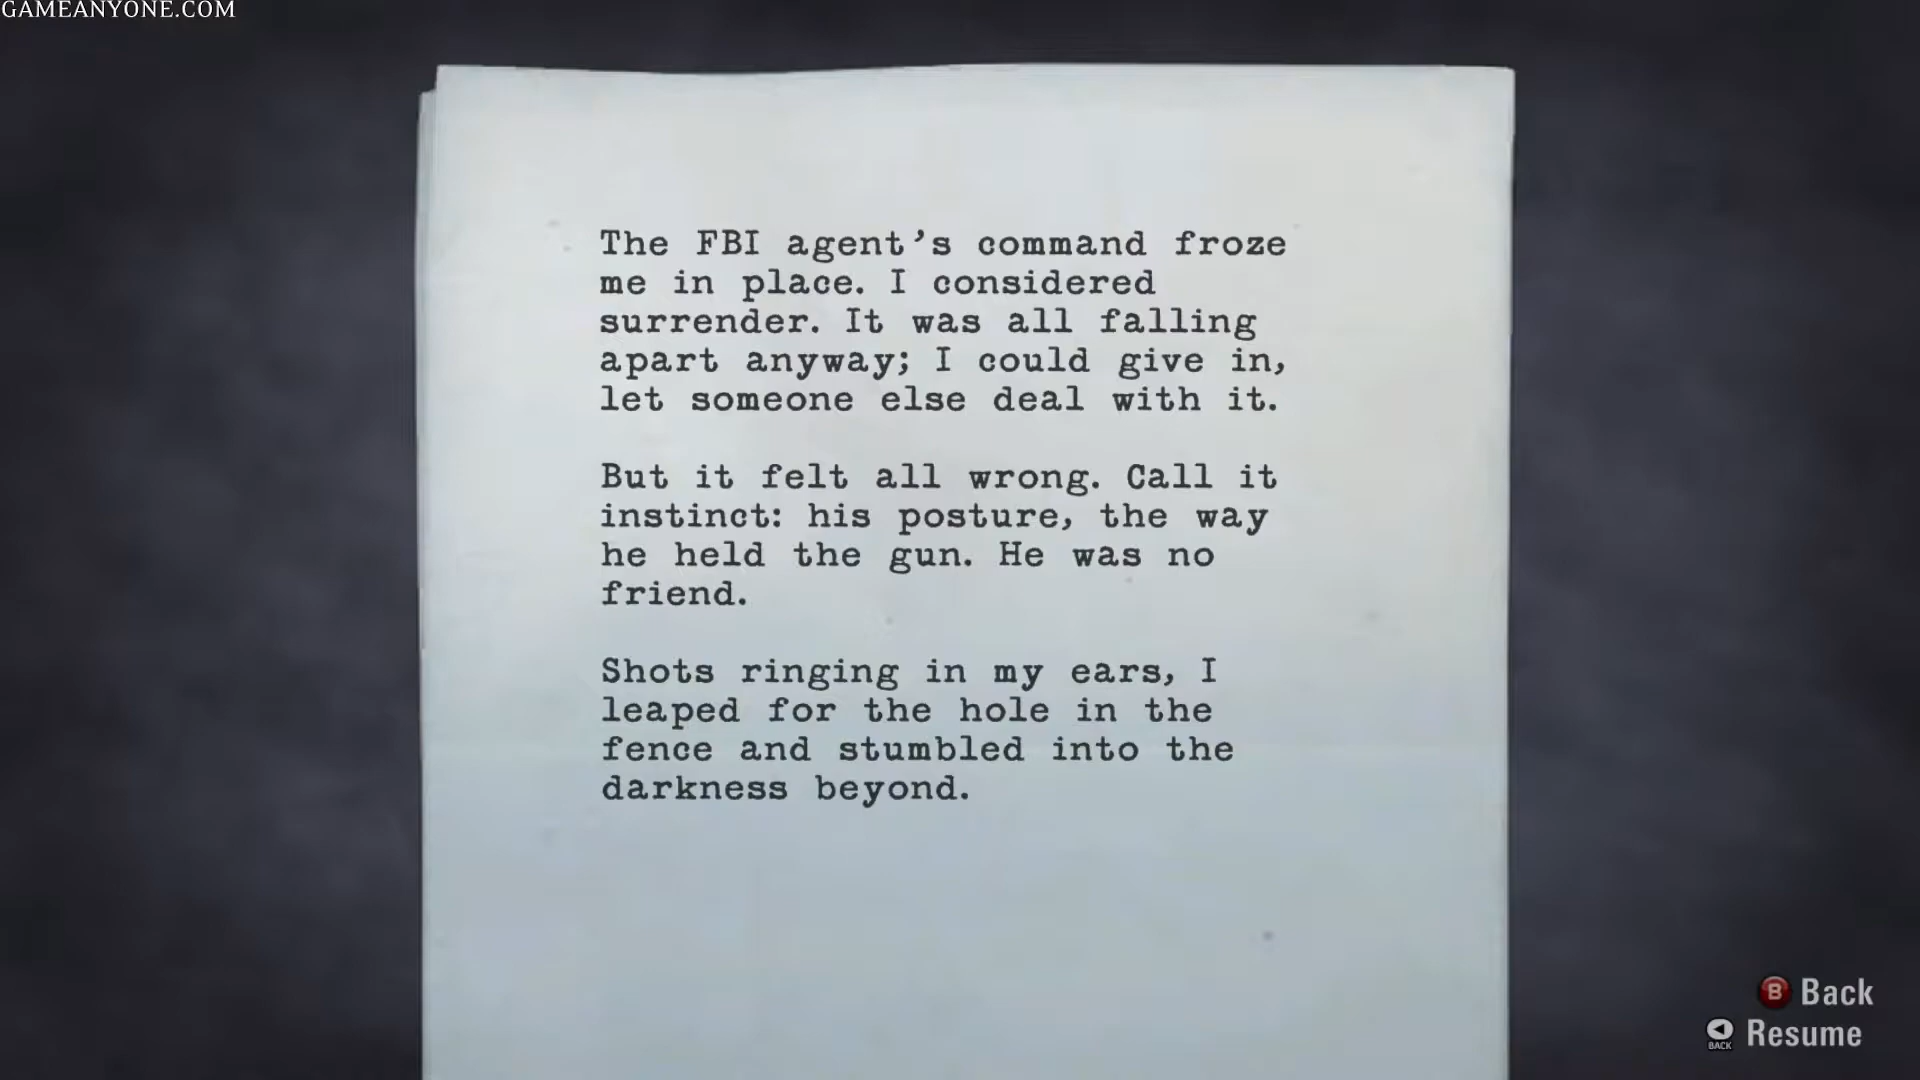 GAMEANYONE.COM
The FBI agent’s command froze
me in place. I considered
surrender. It was all falling
apart anyway; I could give in,
let someone else deal with it.
But it felt all wrong. Call it
instinct: his posture, the way
he held the gun. He was no
friend.
Shots ringing in my ears, I
leaped for the hole in the
fence and stumbled into the
darkness beyond.
B Back
BACK Resume